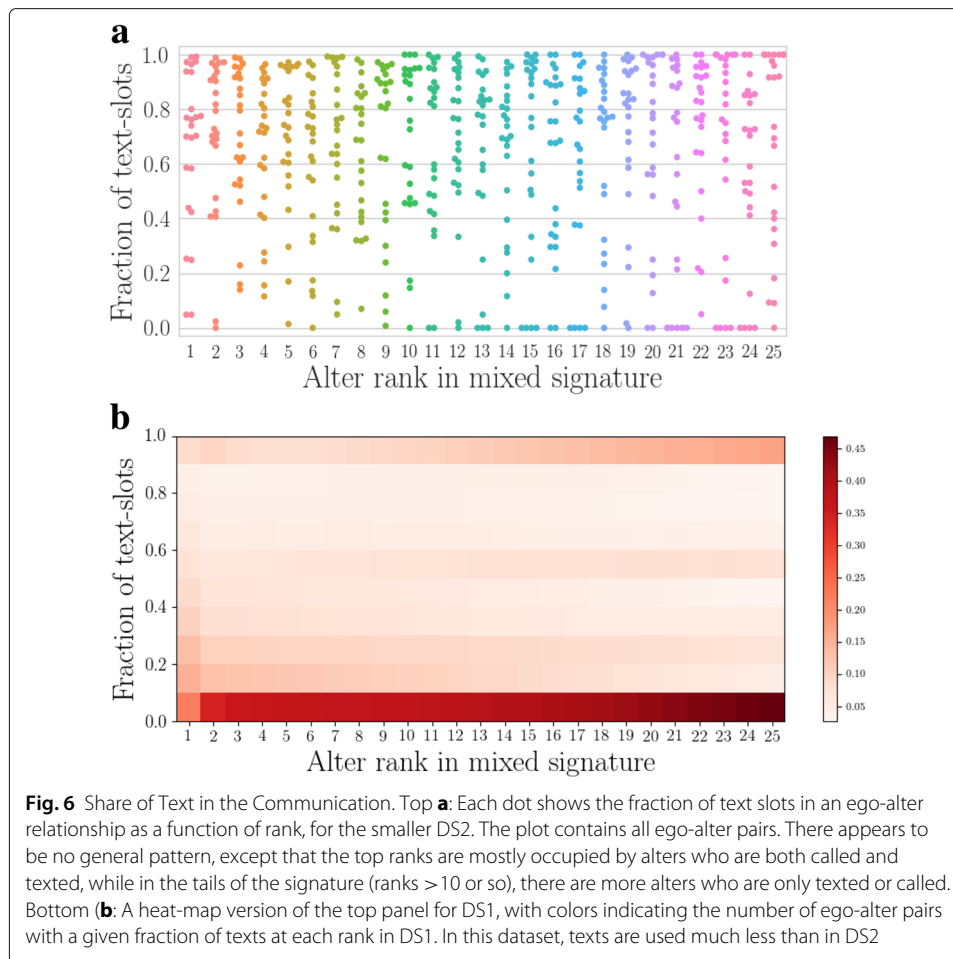 a
Fraction of text-slots
1.0
0.8
0.6
0.4
0.2
0.0
1 2 3 4 5 6 7 8 9 10 11 12 13 14 15 16 17 18 19 20 21 22 23 24 25
Alter rank in mixed signature
b
Fraction of text-slots
1.0
0.8
0.6
0.4
0.2
0.0
1 2 3 4 5 6 7 8 9 10 11 12 13 14 15 16 17 18 19 20 21 22 23 24 25
Alter rank in mixed signature
0.45
0.40
0.35
0.30
0.25
0.20
0.15
0.10
0.05
Fig. 6 Share of Text in the Communication. Top a: Each dot shows the fraction of text slots in an ego-alter
relationship as a function of rank, for the smaller DS2. The plot contains all ego-alter pairs. There appears to
be no general pattern, except that the top ranks are mostly occupied by alters who are both called and
texted, while in the tails of the signature (ranks >10 or so), there are more alters who are only texted or called.
Bottom (b: A heat-map version of the top panel for DS1, with colors indicating the number of ego-alter pairs
with a given fraction of texts at each rank in DS1. In this dataset, texts are used much less than in DS2